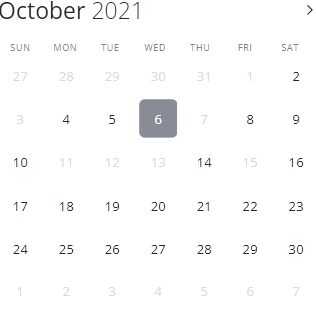 October 2021
SUN MON TUE WED THU FRI SAT
27 28 29 30 31 1 2
3 4 5 6 7 8 9
10 11 12 13 14 15 16
17 18 19 20 21 22 23
24 25 26 27 28 29 30
1 2 3 4 5 6 7